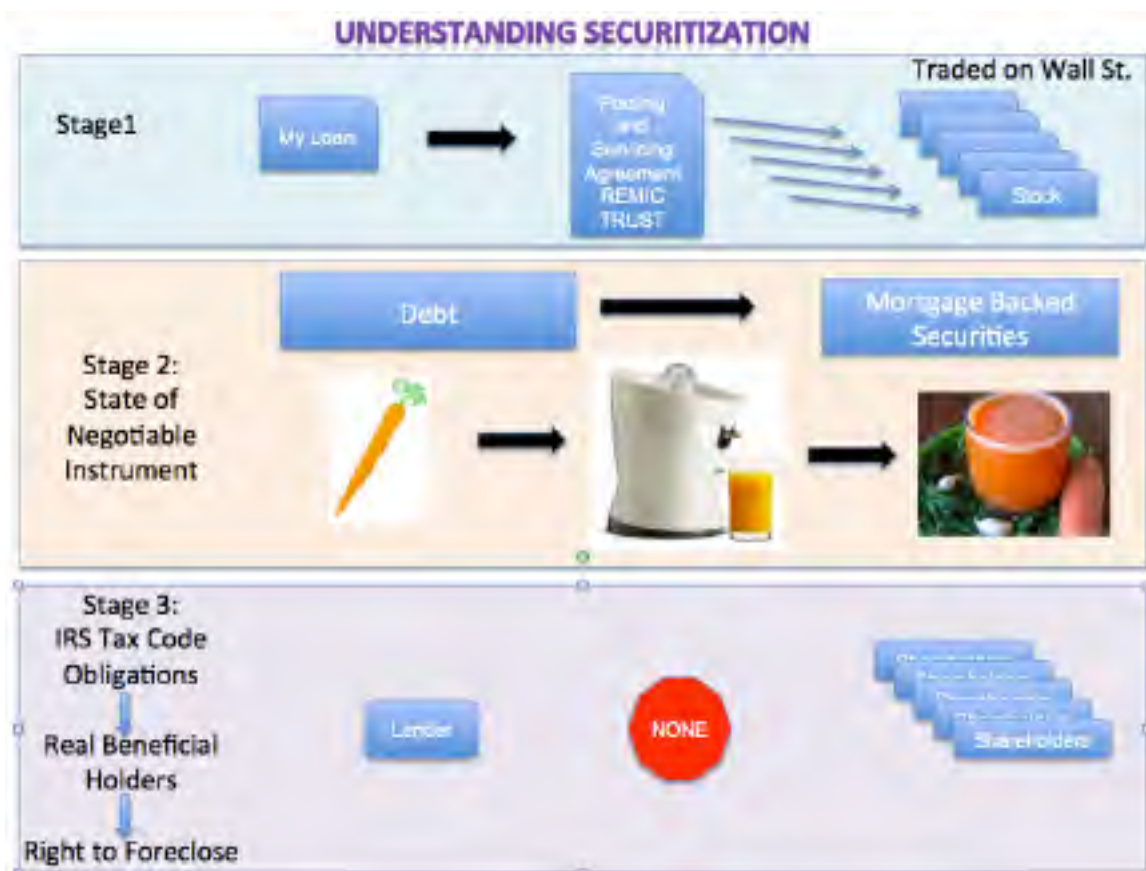 UNDERSTANDING SECURITIZATION
Traded on Wall St.
Stage1
My Loan
Pooling
and
Servicing
Agreement
REMIC
TRUST
Stock
Debt
Mortgage Backed
Securities
Stage 2:
State of
Negotiable
Instrument
Stage 3:
IRS Tax Code
Obligations
Real Beneficial
Holders
Right to Foreclose
Lender
NONE
Shareholders